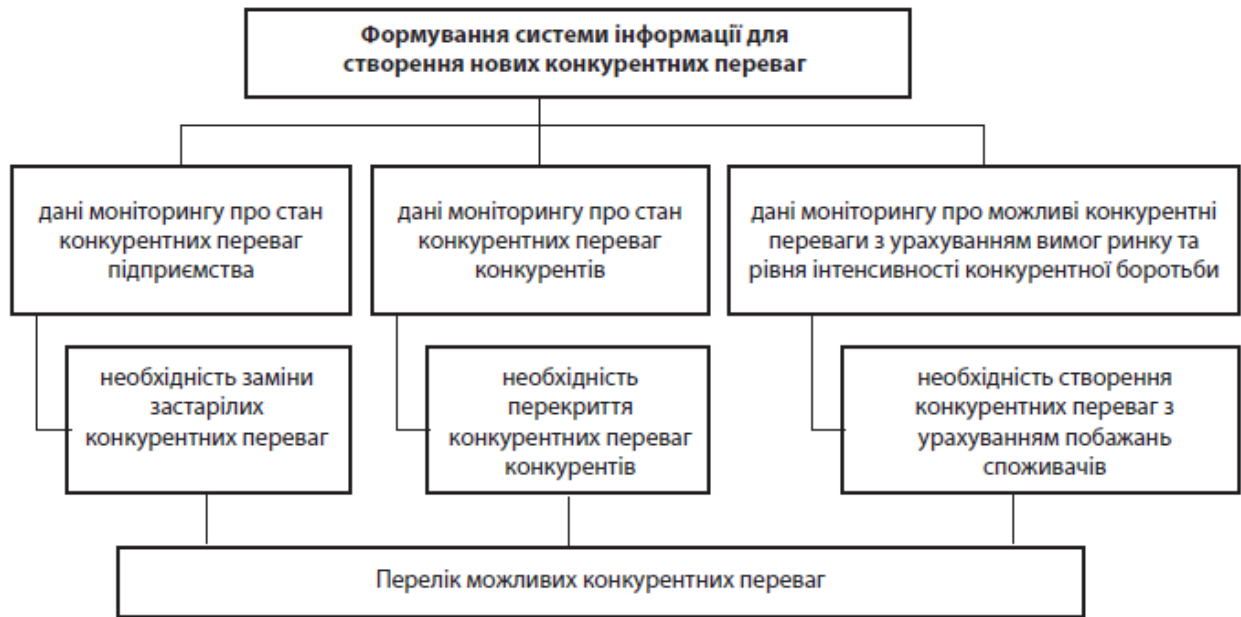 Формування системи інформації для
створення нових конкурентних переваг
дані моніторингу про стан
конкурентних переваг
підприємства
дані моніторингу про стан
конкурентних переваг
конкурентів
дані моніторингу про можливі конкурентні
переваги з урахуванням вимог ринку та
рівня інтенсивності конкурентної боротьби
необхідність заміни
застарілих
конкурентних переваг
необхідність
перекриття
конкурентних переваг
конкурентів
необхідність створення
конкурентних переваг з
урахуванням побажань
споживачів
Перелік можливих конкурентних переваг